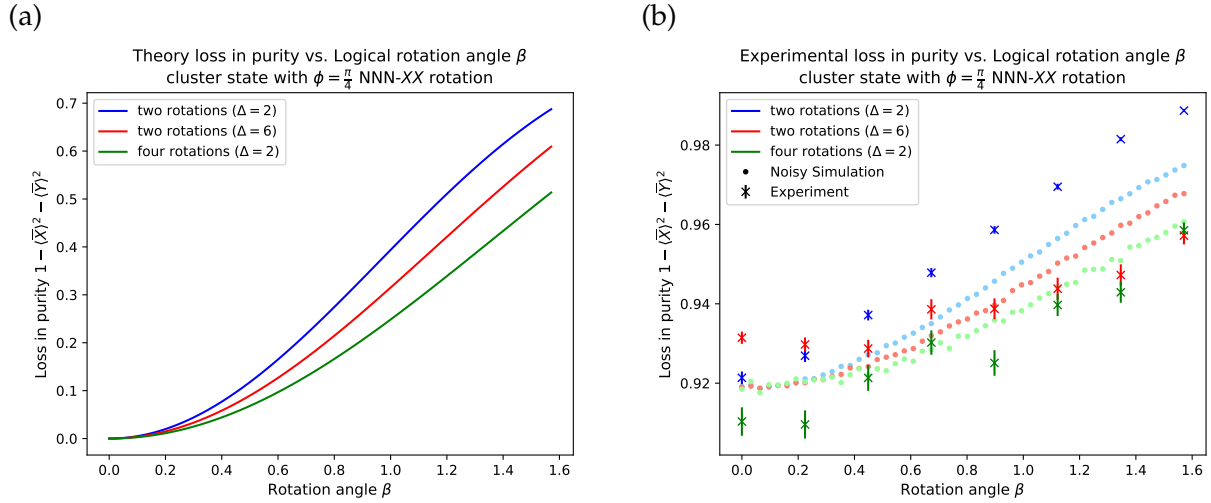 (a)
Theory loss in purity vs. Logical rotation angle β
cluster state with ϕ = π/4 NNN-XX rotation
two rotations (Δ = 2)
two rotations (Δ = 6)
four rotations (Δ = 2)
Loss in purity 1 − ⟨X̅⟩² − ⟨Y̅⟩²
0.7
0.6
0.5
0.4
0.3
0.2
0.1
0.0
0.0 0.2 0.4 0.6 0.8 1.0 1.2 1.4 1.6
Rotation angle β
(b)
Experimental loss in purity vs. Logical rotation angle β
cluster state with ϕ = π/4 NNN-XX rotation
two rotations (Δ = 2)
two rotations (Δ = 6)
four rotations (Δ = 2)
Noisy Simulation
Experiment
Loss in purity 1 − ⟨X̅⟩² − ⟨Y̅⟩²
0.98
0.96
0.94
0.92
0.0 0.2 0.4 0.6 0.8 1.0 1.2 1.4 1.6
Rotation angle β